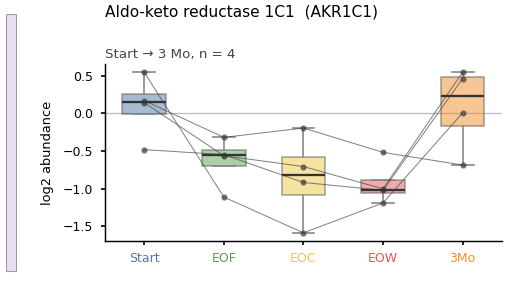 Aldo-keto reductase 1C1 (AKR1C1)
Start → 3 Mo, n = 4
log2 abundance
0.5
0.0
−0.5
−1.0
−1.5
Start EOF EOC EOW 3Mo